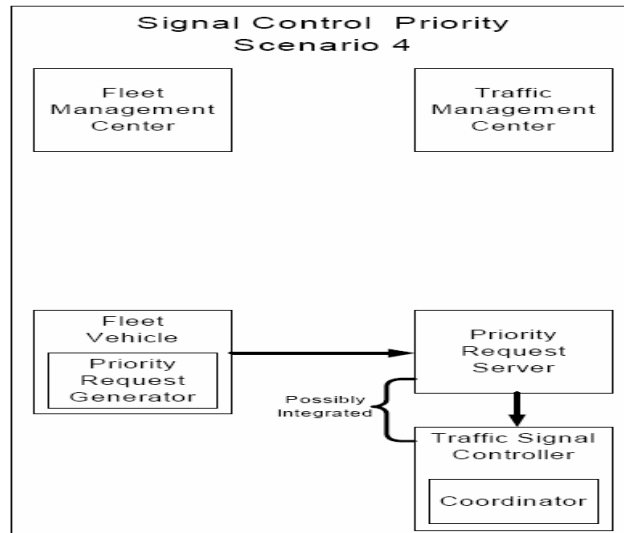 Signal Control Priority
Scenario 4
Fleet
Management
Center
Traffic
Management
Center
Fleet
Vehicle
Priority
Request
Generator
Priority
Request
Server
Possibly
Integrated
Traffic Signal
Controller
Coordinator